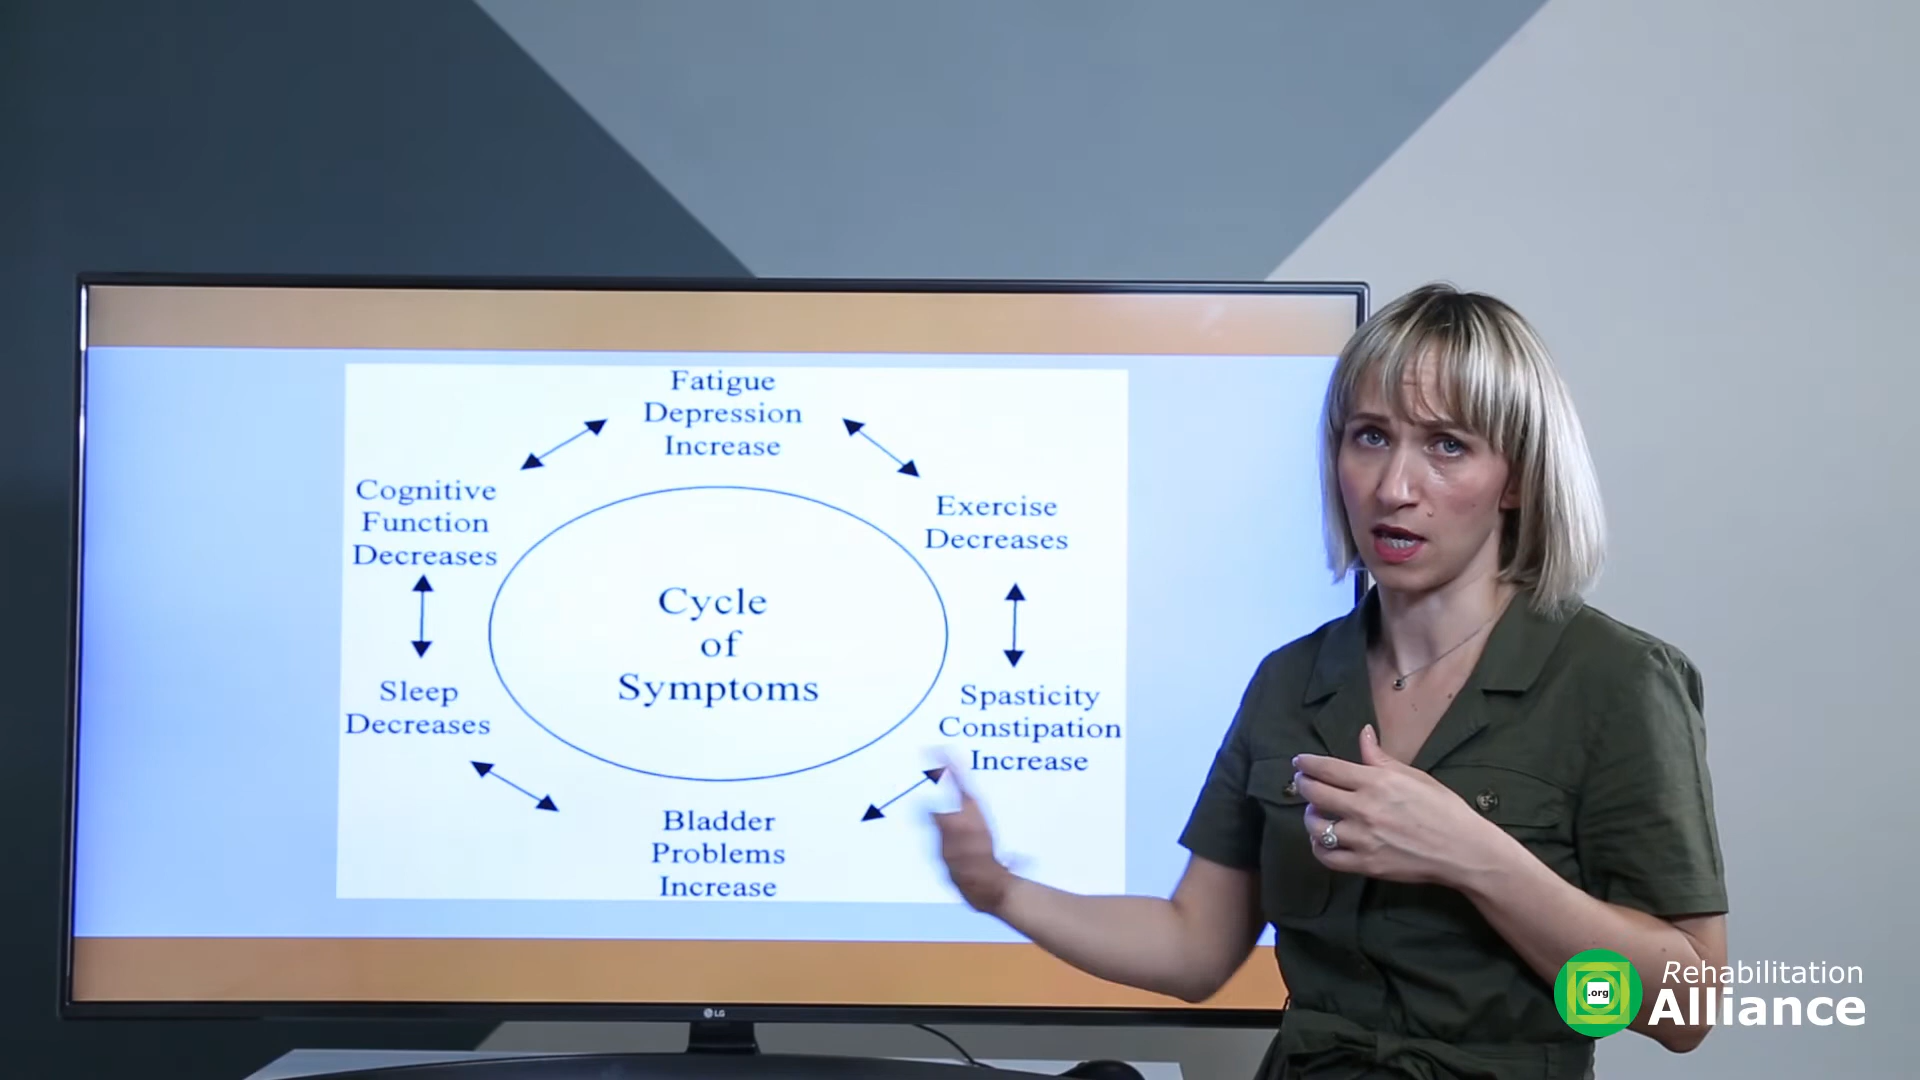 Fatigue
Depression
Increase
Cognitive
Function
Decreases
Exercise
Decreases
Cycle
of
Symptoms
Sleep
Decreases
Spasticity
Constipation
Increase
Bladder
Problems
Increase
LG
.org
Rehabilitation
Alliance